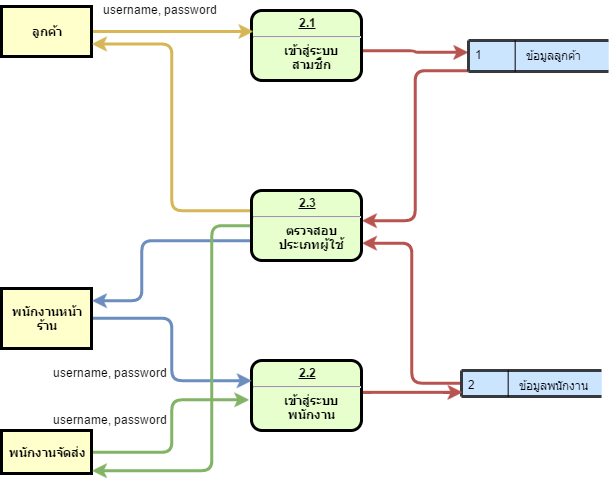 username, password
ลูกค้า
2.1
เข้าสู่ระบบ
สามชิก
1 ข้อมูลลูกค้า
2.3
ตรวจสอบ
ประเภทผู้ใช้
พนักงานหน้า
ร้าน
username, password
2.2
เข้าสู่ระบบ
พนักงาน
2 ข้อมูลพนักงาน
username, password
พนักงานจัดส่ง